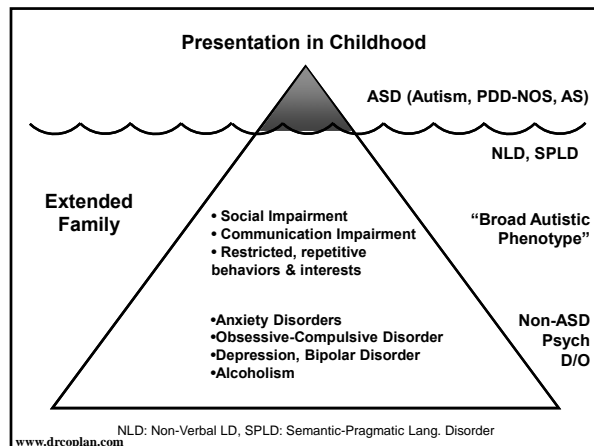 Presentation in Childhood
ASD (Autism, PDD-NOS, AS)
NLD, SPLD
Extended
Family
• Social Impairment
• Communication Impairment
• Restricted, repetitive
behaviors & interests
“Broad Autistic
Phenotype”
•Anxiety Disorders
•Obsessive-Compulsive Disorder
•Depression, Bipolar Disorder
•Alcoholism
Non-ASD
Psych
D/O
NLD: Non-Verbal LD, SPLD: Semantic-Pragmatic Lang. Disorder
www.drcoplan.com